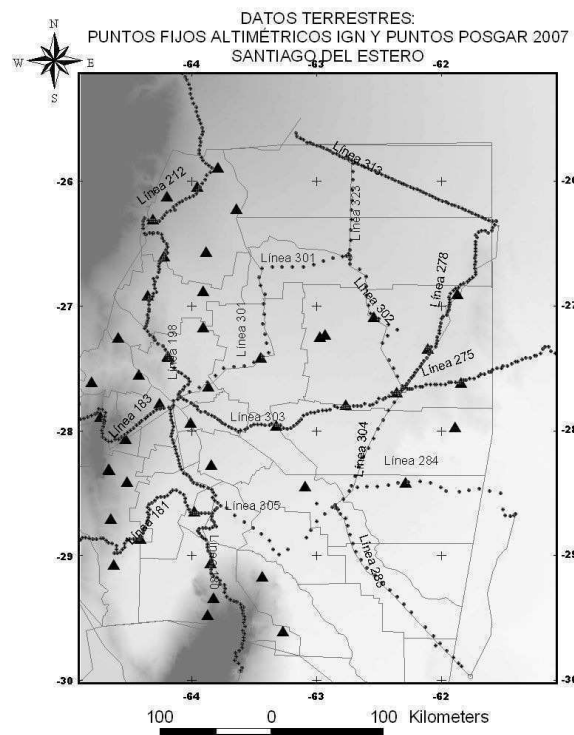 DATOS TERRESTRES:
PUNTOS FIJOS ALTIMÉTRICOS IGN Y PUNTOS POSGAR 2007
SANTIAGO DEL ESTERO
N
W E
S
-64 -63 -62
-26 -26
-27 -27
-28 -28
-29 -29
-30 -30
-64 -63 -62
Línea 212
Línea 313
Línea 323
Línea 301
Línea 278
Línea 302
Línea 301
Línea 198
Línea 275
Línea 183
Línea 303
Línea 304
Línea 284
Línea 305
Línea 181
Línea
Línea 285
100 0 100 Kilometers